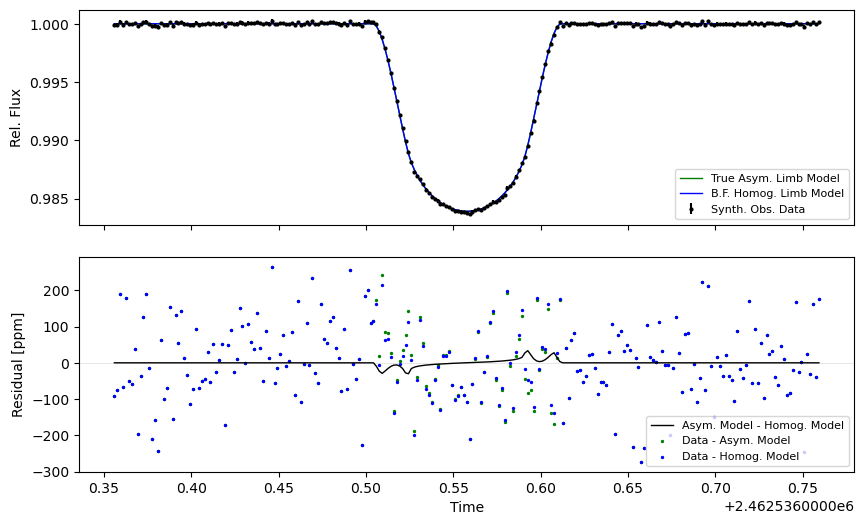 1.000
0.995
0.990
0.985
Rel. Flux
True Asym. Limb Model
B.F. Homog. Limb Model
Synth. Obs. Data
200
100
0
−100
−200
−300
Residual [ppm]
Asym. Model - Homog. Model
Data - Asym. Model
Data - Homog. Model
0.35 0.40 0.45 0.50 0.55 0.60 0.65 0.70 0.75
Time
+2.4625360000e6